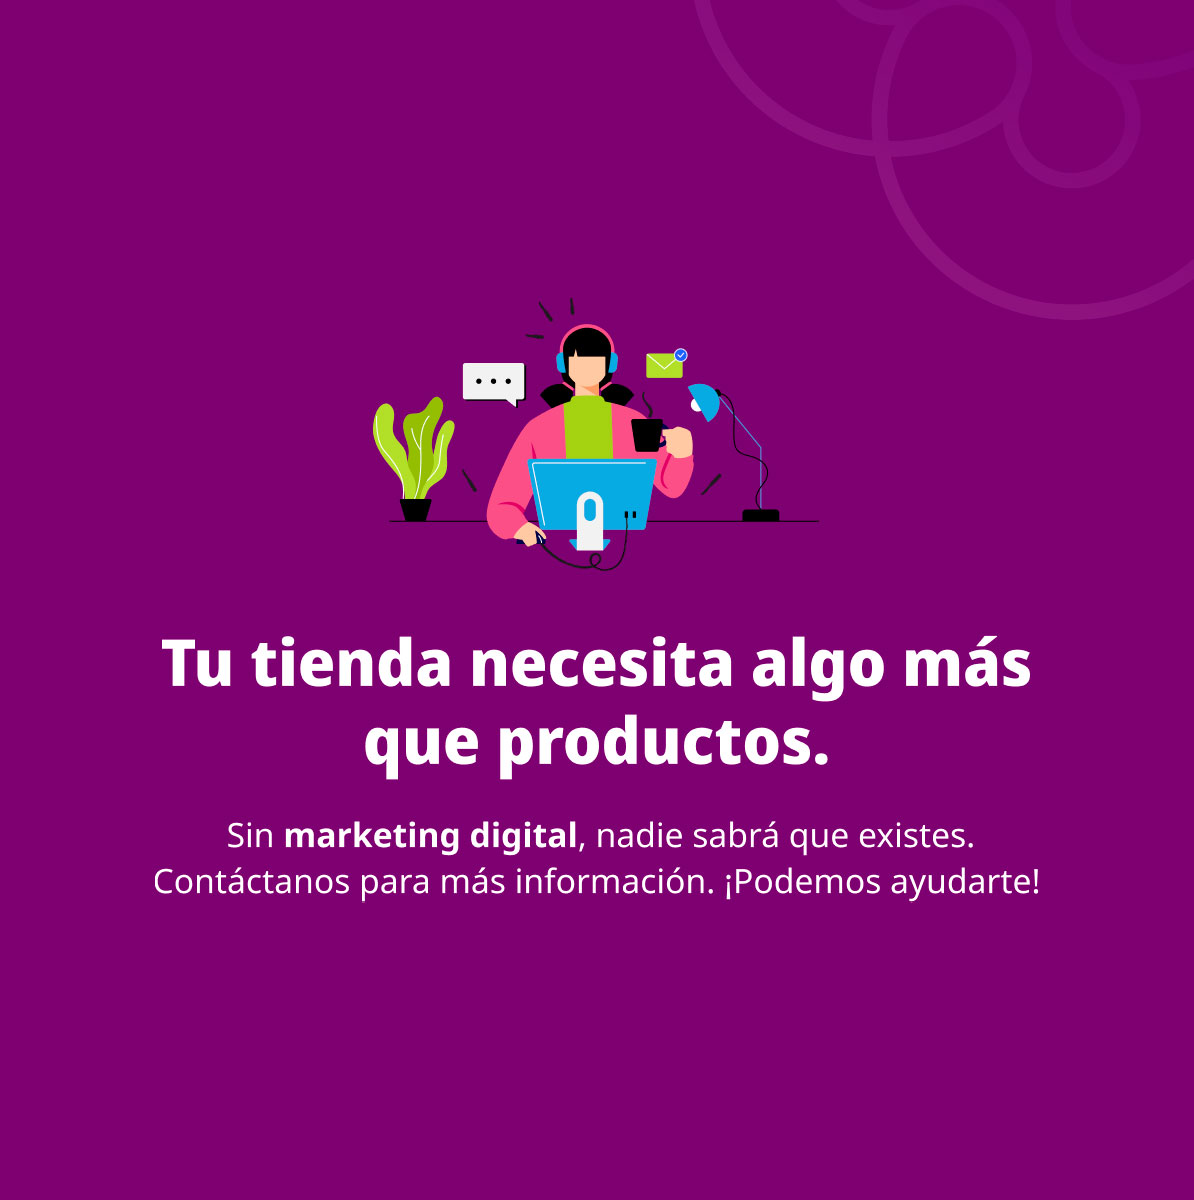 Tu tienda necesita algo más
que productos.
Sin marketing digital, nadie sabrá que existes.
Contáctanos para más información. ¡Podemos ayudarte!